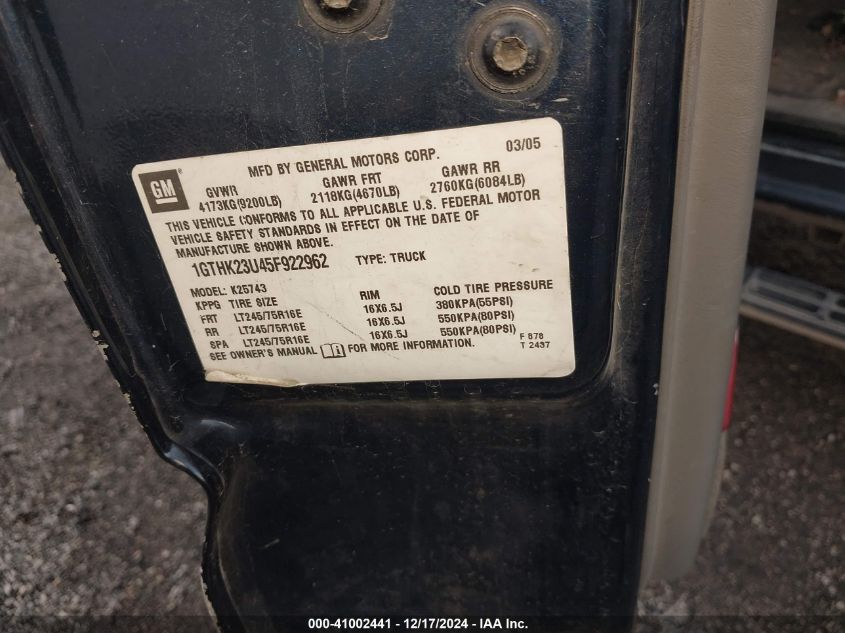 MFD BY GENERAL MOTORS CORP. 03/05
GM
GVWR GAWR FRT GAWR RR
4173KG(9200LB) 2118KG(4670LB) 2760KG(6084LB)
THIS VEHICLE CONFORMS TO ALL APPLICABLE U.S. FEDERAL MOTOR
VEHICLE SAFETY STANDARDS IN EFFECT ON THE DATE OF
MANUFACTURE SHOWN ABOVE.
1GTHK23U45F922962 TYPE: TRUCK
MODEL: K25743
KPPG TIRE SIZE RIM COLD TIRE PRESSURE
FRT LT245/75R16E 16X6.5J 380KPA(55PSI)
RR LT245/75R16E 16X6.5J 550KPA(80PSI)
SPA LT245/75R16E 16X6.5J 550KPA(80PSI)
SEE OWNER'S MANUAL FOR MORE INFORMATION.
F 878
T 2437
000-41002441 – 12/17/2024 - IAA Inc.